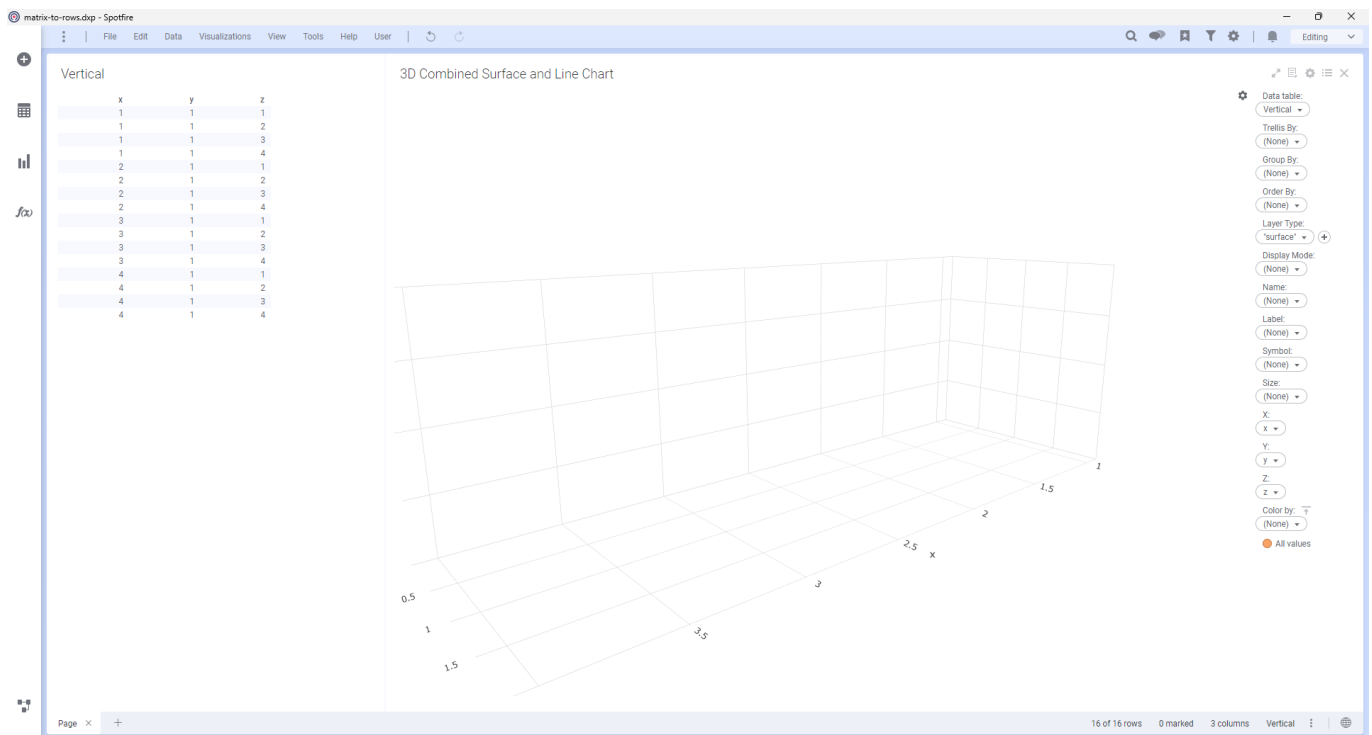 matrix-to-rows.dxp - Spotfire
File Edit Data Visualizations View Tools Help User
Editing
Vertical
x y z
1 1 1
1 1 2
1 1 3
1 1 4
2 1 1
2 1 2
2 1 3
2 1 4
3 1 1
3 1 2
3 1 3
3 1 4
4 1 1
4 1 2
4 1 3
4 1 4
3D Combined Surface and Line Chart
0.5
1
1.5
3.5
3
2.5
x
2
1.5
1
Data table:
Vertical
Trellis By:
(None)
Group By:
(None)
Order By:
(None)
Layer Type:
"surface"
Display Mode:
(None)
Name:
(None)
Label:
(None)
Symbol:
(None)
Size:
(None)
X:
x
Y:
y
Z:
z
Color by:
(None)
All values
f(x)
Page
16 of 16 rows 0 marked 3 columns Vertical